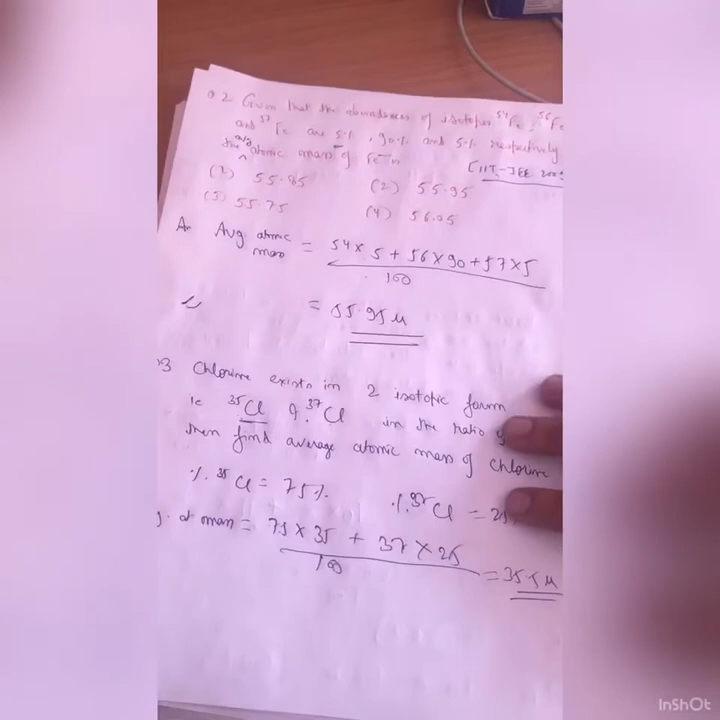 Q.2 Given that the abundances of isotopes ⁵⁴Fe, ⁵⁶Fe
and ⁵⁷Fe are 5%, 90% and 5% respectively
the avg atomic mass of Fe is
[IIT-JEE 2009
(1) 55.85 (2) 55.95
(3) 55.75 (4) 56.05
A Avg. atomic mass = 54 × 5 + 56 × 90 + 57 × 5
100
= 55.95 u
Chlorine exists in 2 isotopic form
ie ³⁵Cl & ³⁷Cl in the ratio
then find average atomic mass of chlorine
% ³⁵Cl = 75% % ³⁷Cl = 25
at mass = 75 × 35 + 37 × 25
100
= 35.5 u
InShOt